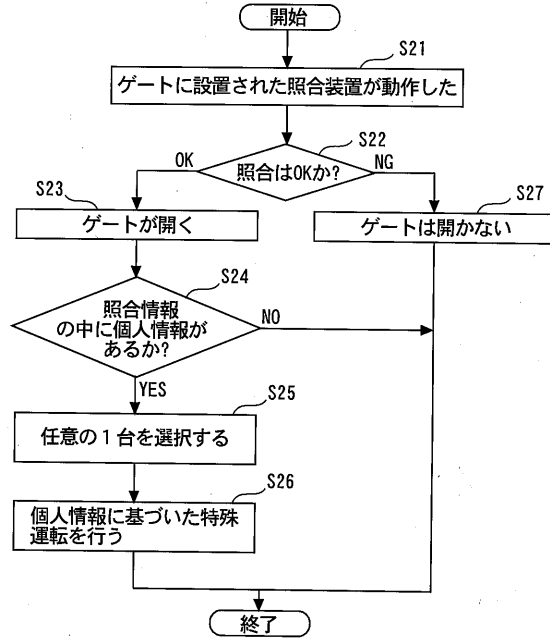 開始
S21
ゲートに設置された照合装置が動作した
S22
照合はOKか?
OK
NG
S23
ゲートが開く
S27
ゲートは開かない
S24
照合情報
の中に個人情報が
あるか?
NO
YES
S25
任意の1台を選択する
S26
個人情報に基づいた特殊
運転を行う
終了